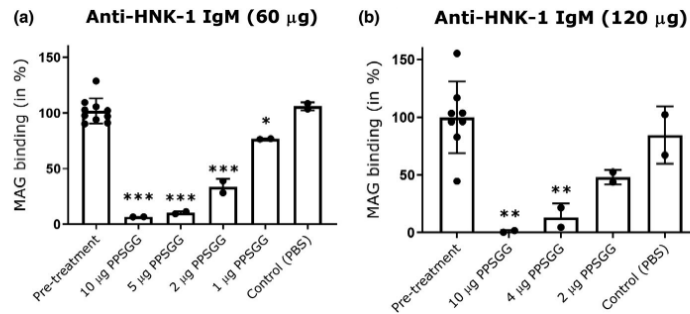 (a)
Anti-HNK-1 IgM (60 μg)
MAG binding (in %)
150
100
50
0
***
***
***
*
Pre-treatment
10 μg PPSGG
5 μg PPSGG
2 μg PPSGG
1 μg PPSGG
Control (PBS)
(b)
Anti-HNK-1 IgM (120 μg)
MAG binding (in %)
150
100
50
0
**
**
Pre-treatment
10 μg PPSGG
4 μg PPSGG
2 μg PPSGG
Control (PBS)